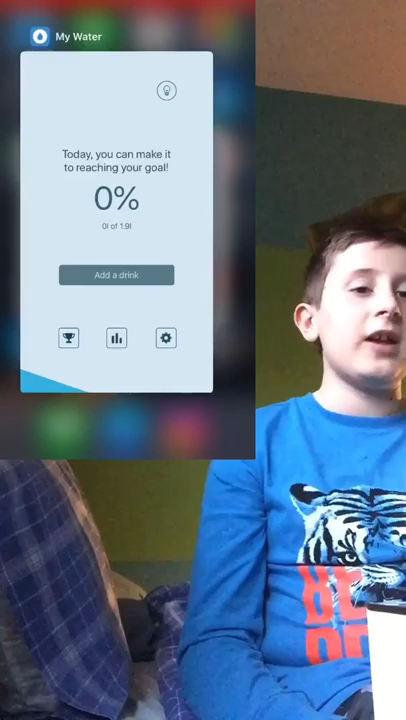 My Water
Today, you can make it
to reaching your goal!
0%
0l of 1.9l
Add a drink